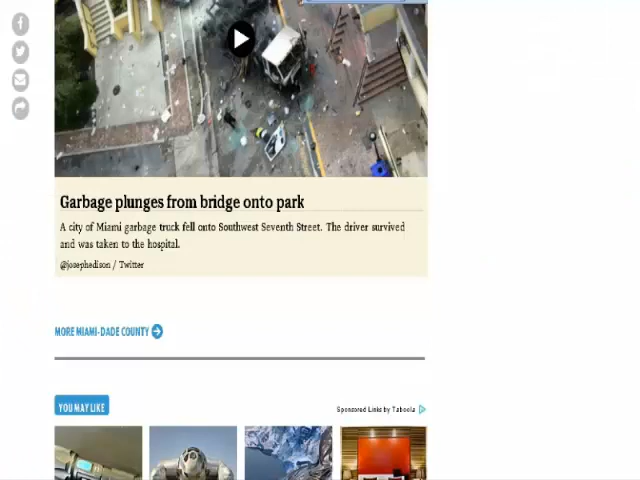 Garbage plunges from bridge onto park
A city of Miami garbage truck fell onto Southwest Seventh Street. The driver survived
and was taken to the hospital.
@josephedison / Twitter
MORE MIAMI-DADE COUNTY
YOU MAY LIKE
Sponsored Links by Taboola